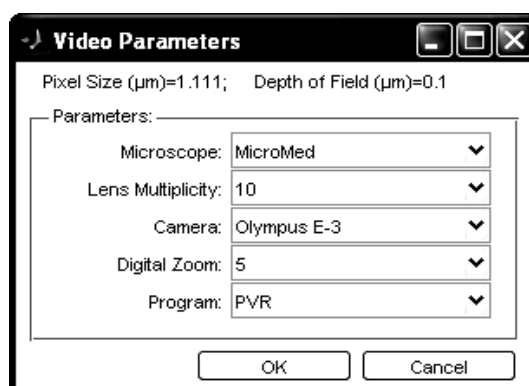 Video Parameters
Pixel Size (µm)=1.111; Depth of Field (µm)=0.1
Parameters:
Microscope: MicroMed
Lens Multiplicity: 10
Camera: Olympus E-3
Digital Zoom: 5
Program: PVR
OK Cancel